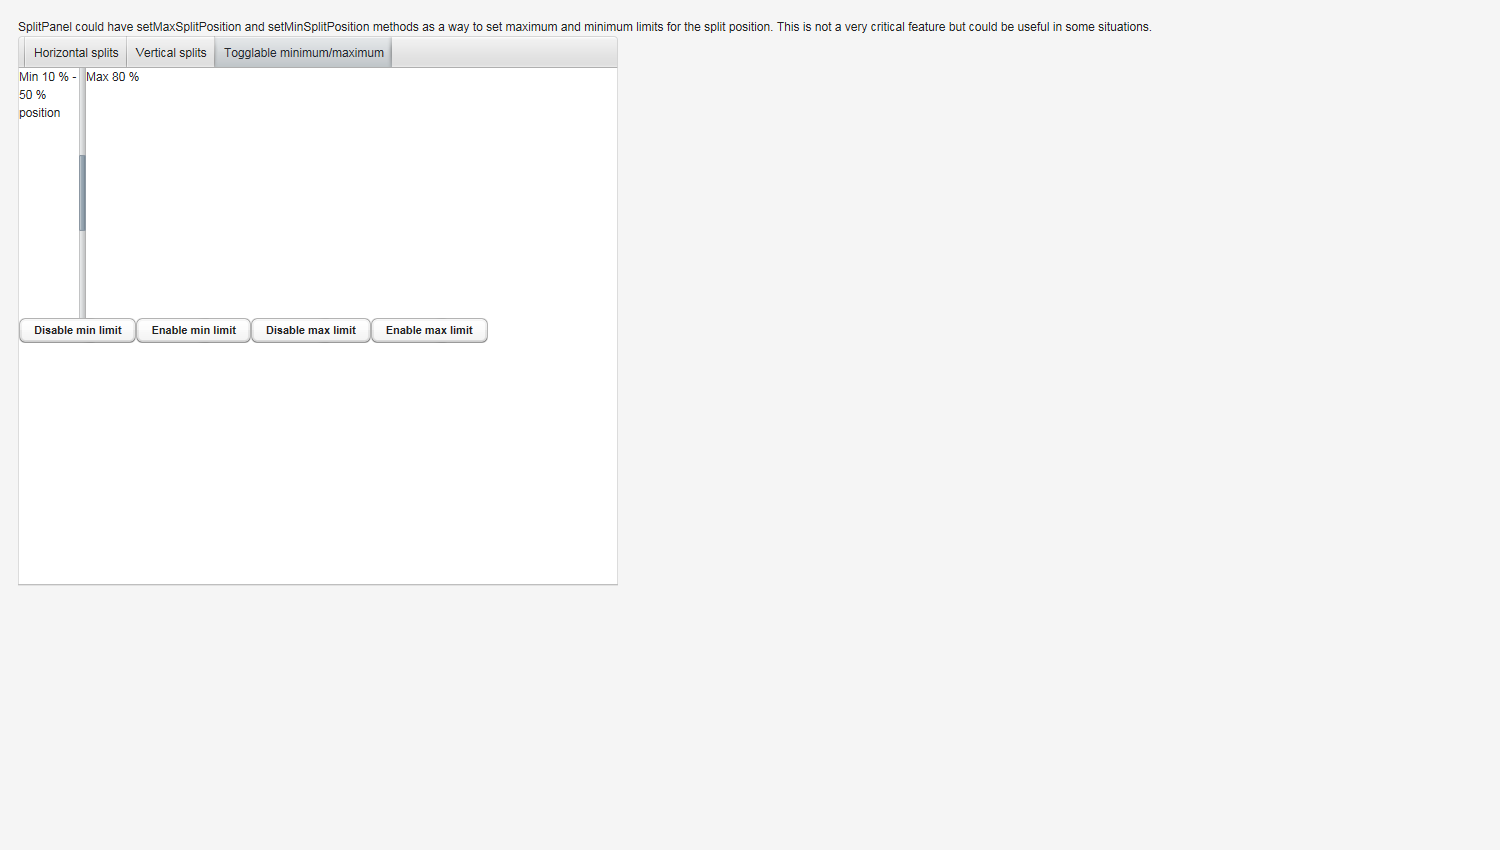 SplitPanel could have setMaxSplitPosition and setMinSplitPosition methods as a way to set maximum and minimum limits for the split position. This is not a very critical feature but could be useful in some situations.
Horizontal splits Vertical splits Togglable minimum/maximum
Min 10 % -
50 %
position
Max 80 %
Disable min limit Enable min limit Disable max limit Enable max limit